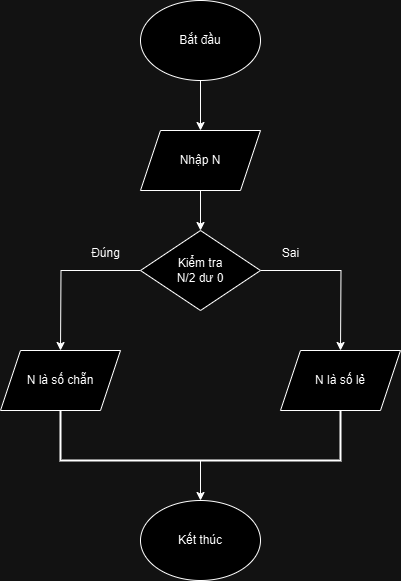 Bắt đầu
Nhập N
Đúng
Kiểm tra
N/2 dư 0
Sai
N là số chẵn
N là số lẻ
Kết thúc